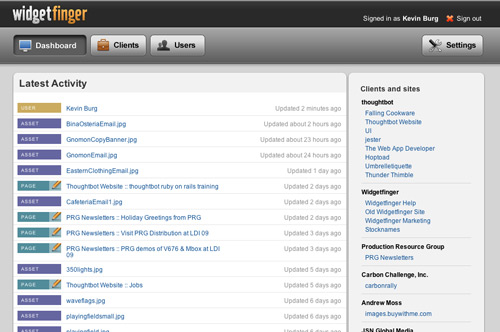 widgetfinger
Signed in as Kevin Burg Sign out
Dashboard Clients Users Settings
Latest Activity
USER Kevin Burg Updated 2 minutes ago
ASSET BinaOsteriaEmail.jpg Updated about 2 hours ago
ASSET GnomonCopyBanner.jpg Updated about 23 hours ago
ASSET GnomonEmail.jpg Updated about 24 hours ago
ASSET EasternClothingEmail.jpg Updated 1 day ago
PAGE Thoughtbot Website :: thoughtbot ruby on rails training Updated 2 days ago
ASSET CafeteriaEmail1.jpg Updated 2 days ago
PAGE PRG Newsletters :: Holiday Greetings from PRG Updated 2 days ago
PAGE PRG Newsletters :: Visit PRG Distribution at LDI 09 Updated 2 days ago
PAGE PRG Newsletters :: PRG demos of V676 & Mbox at LDI Updated 2 days ago
09
ASSET 350lights.jpg Updated 5 days ago
PAGE Thoughtbot Website :: Jobs Updated 5 days ago
ASSET waveflags.jpg Updated 6 days ago
ASSET playingfieldsmall.jpg Updated 6 days ago
ASSET playingfield.jpg Updated 6 days ago
Clients and sites
thoughtbot
Falling Cookware
Thoughtbot Website
UI
jester
The Web App Developer
Hoptoad
Umbrelletiquette
Thunder Thimble
Widgetfinger
Widgetfinger Help
Old Widgetfinger Site
Widgetfinger Marketing
Stocknames
Production Resource Group
PRG Newsletters
Carbon Challenge, Inc.
carbonrally
Andrew Moss
images.buywithme.com
JSN Global Media